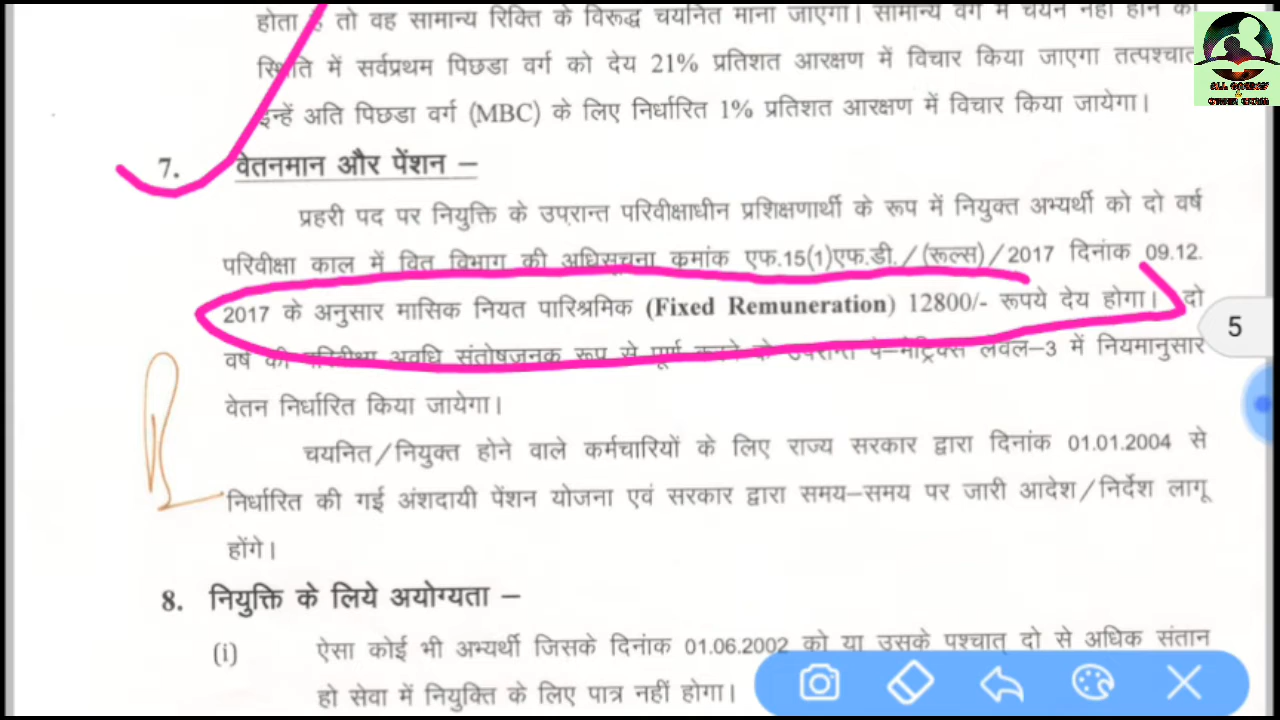 होता है तो वह सामान्य रिक्ति के विरूद्ध चयनित माना जाएगा। सामान्य वर्ग में चयन नहीं होने की
स्थिति में सर्वप्रथम पिछडा वर्ग को देय 21% प्रतिशत आरक्षण में विचार किया जाएगा तत्पश्चात
इन्हें अति पिछडा वर्ग (MBC) के लिए निर्धारित 1% प्रतिशत आरक्षण में विचार किया जायेगा।
7. वेतनमान और पेंशन –
प्रहरी पद पर नियुक्ति के उपरान्त परिवीक्षाधीन प्रशिक्षणार्थी के रूप में नियुक्त अभ्यर्थी को दो वर्ष
परिवीक्षा काल में वित विभाग की अधिसूचना कमांक एफ.15(1)एफ.डी./(रूल्स)/2017 दिनांक 09.12.
2017 के अनुसार मासिक नियत पारिश्रमिक (Fixed Remuneration) 12800/- रूपये देय होगा। दो
वर्ष की परिवीक्षा अवधि संतोषजनक रूप से पूर्ण करने के उपरान्त पे–मैट्रिक्स लेवल–3 में नियमानुसार
वेतन निर्धारित किया जायेगा।
चयनित/नियुक्त होने वाले कर्मचारियों के लिए राज्य सरकार द्वारा दिनांक 01.01.2004 से
निर्धारित की गई अंशदायी पेंशन योजना एवं सरकार द्वारा समय–समय पर जारी आदेश/निर्देश लागू
होंगे।
8. नियुक्ति के लिये अयोग्यता –
(i) ऐसा कोई भी अभ्यर्थी जिसके दिनांक 01.06.2002 को या उसके पश्चात् दो से अधिक संतान
हो सेवा में नियुक्ति के लिए पात्र नहीं होगा।
5